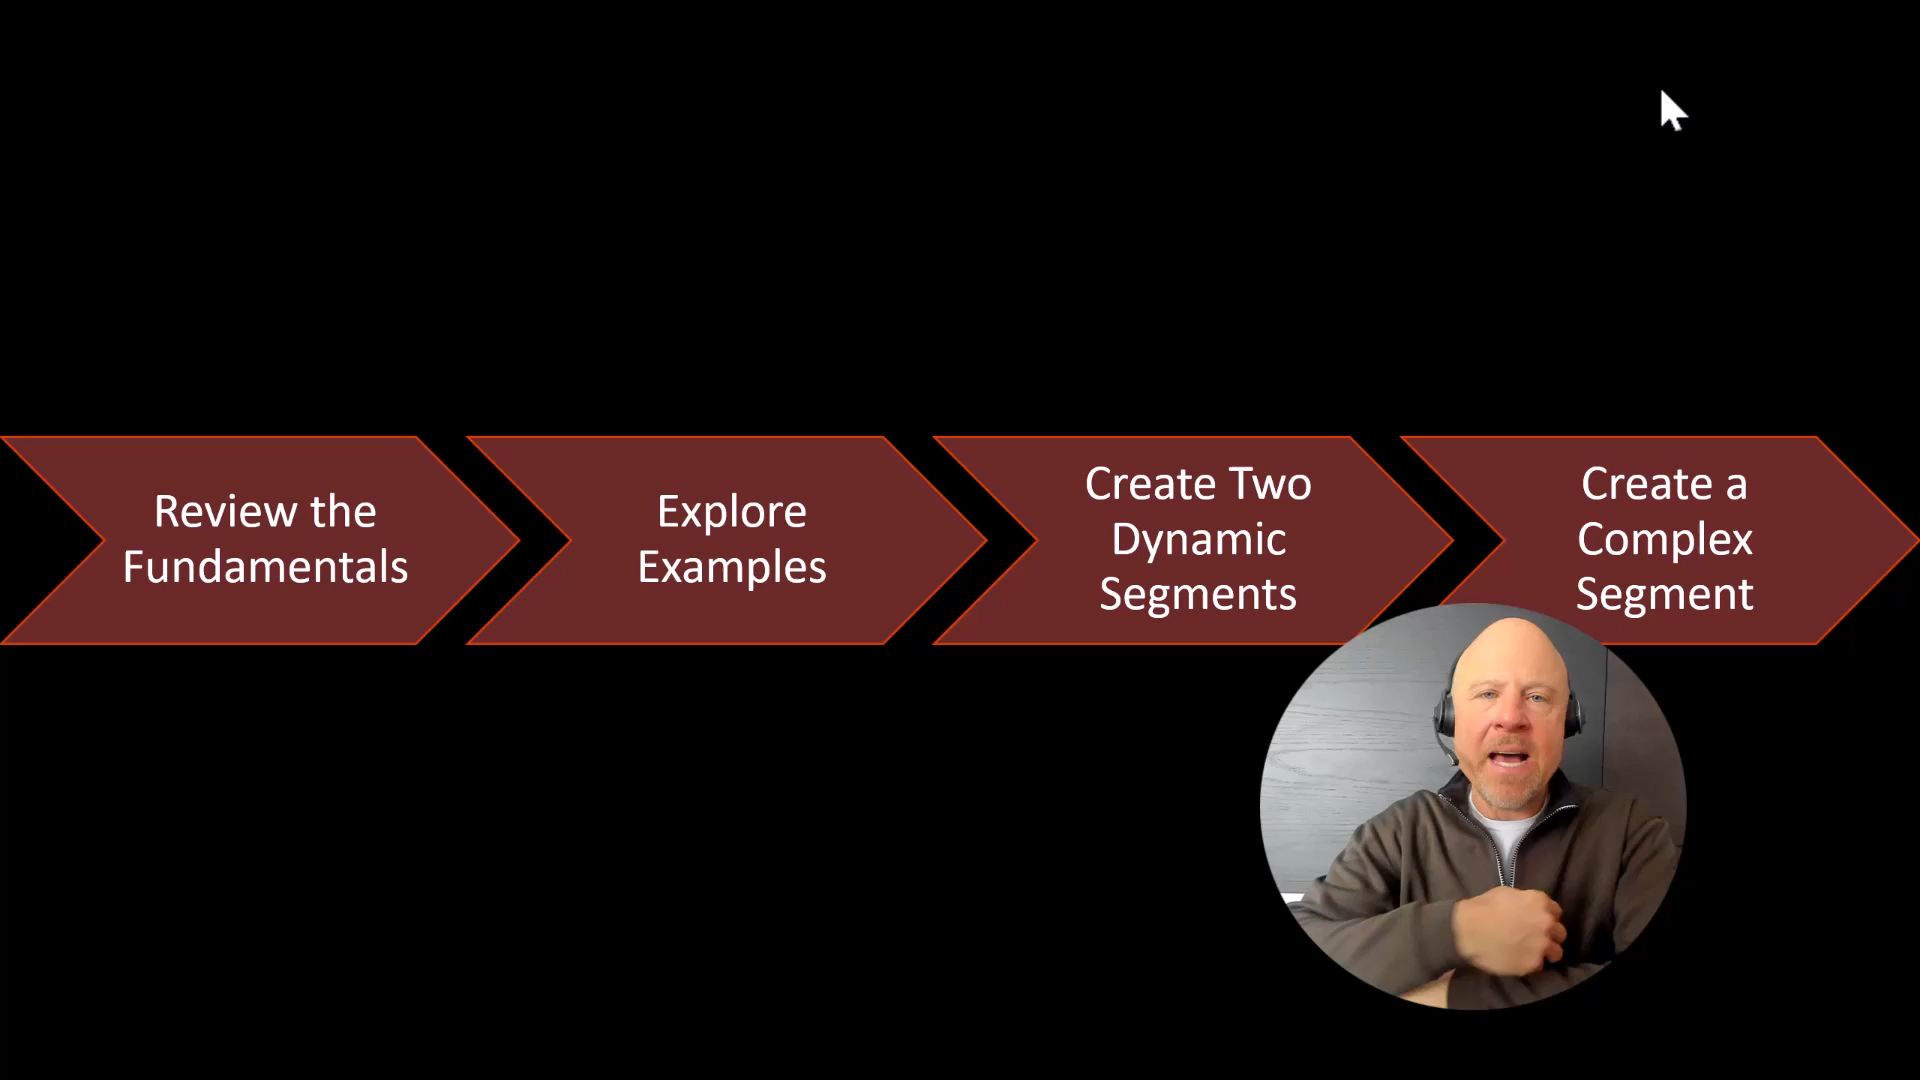 Review the
Fundamentals
Explore
Examples
Create Two
Dynamic
Segments
Create a
Complex
Segment